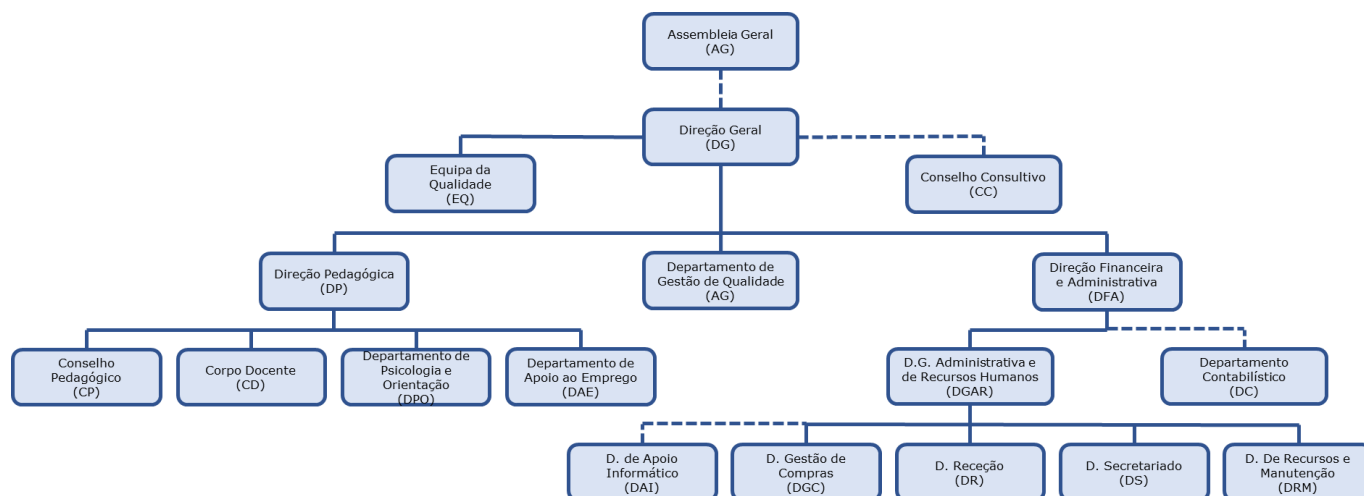 Assembleia Geral
(AG)
Direção Geral
(DG)
Equipa da
Qualidade
(EQ)
Conselho Consultivo
(CC)
Direção Pedagógica
(DP)
Departamento de
Gestão de Qualidade
(AG)
Direção Financeira
e Administrativa
(DFA)
Conselho
Pedagógico
(CP)
Corpo Docente
(CD)
Departamento de
Psicologia e
Orientação
(DPO)
Departamento de
Apoio ao Emprego
(DAE)
D.G. Administrativa e
de Recursos Humanos
(DGAR)
Departamento
Contabilístico
(DC)
D. de Apoio
Informático
(DAI)
D. Gestão de
Compras
(DGC)
D. Receção
(DR)
D. Secretariado
(DS)
D. De Recursos e
Manutenção
(DRM)